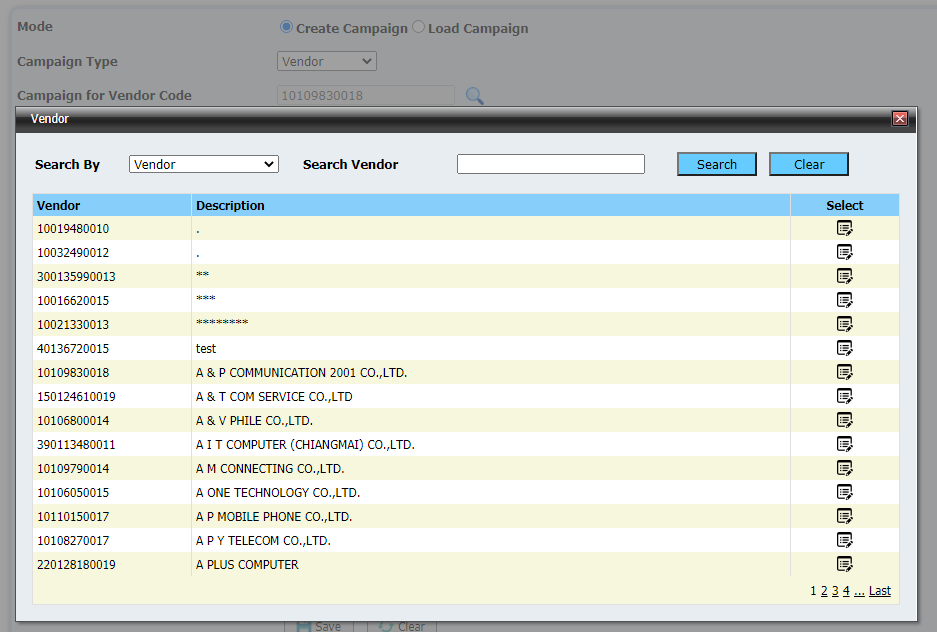 Mode Create Campaign Load Campaign
Campaign Type Vendor
Campaign for Vendor Code 10109830018
Vendor
Search By Vendor Search Vendor Search Clear
Vendor Description Select
10019480010 .
10032490012 .
300135990013 **
10016620015 ***
10021330013 ********
40136720015 test
10109830018 A & P COMMUNICATION 2001 CO.,LTD.
150124610019 A & T COM SERVICE CO.,LTD
10106800014 A & V PHILE CO.,LTD.
390113480011 A I T COMPUTER (CHIANGMAI) CO.,LTD.
10109790014 A M CONNECTING CO.,LTD.
10106050015 A ONE TECHNOLOGY CO.,LTD.
10110150017 A P MOBILE PHONE CO.,LTD.
10108270017 A P Y TELECOM CO.,LTD.
220128180019 A PLUS COMPUTER
1 2 3 4 ... Last
Save Clear